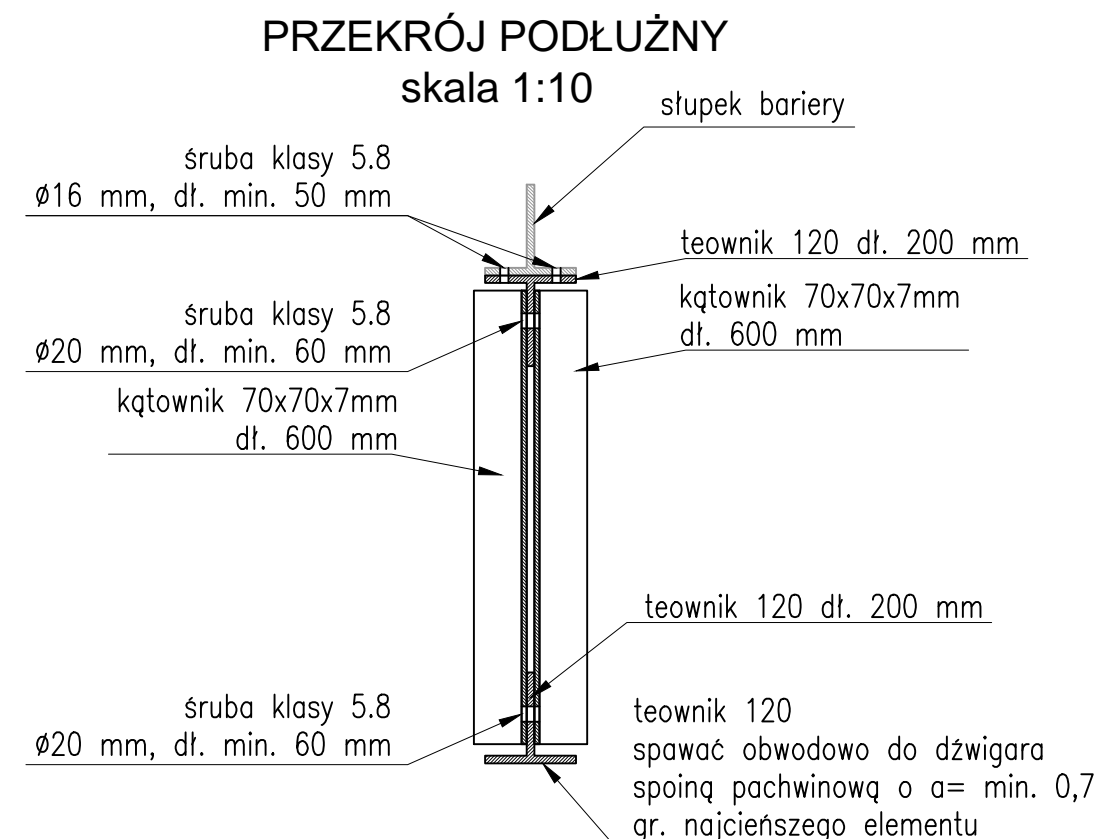 PRZEKRÓJ PODŁUŻNY
skala 1:10
słupek bariery
śruba klasy 5.8
ø16 mm, dł. min. 50 mm
teownik 120 dł. 200 mm
kątownik 70x70x7mm
dł. 600 mm
śruba klasy 5.8
ø20 mm, dł. min. 60 mm
kątownik 70x70x7mm
dł. 600 mm
teownik 120 dł. 200 mm
śruba klasy 5.8
ø20 mm, dł. min. 60 mm
teownik 120
spawać obwodowo do dźwigara
spoiną pachwinową o a= min. 0,7
gr. najcieńszego elementu